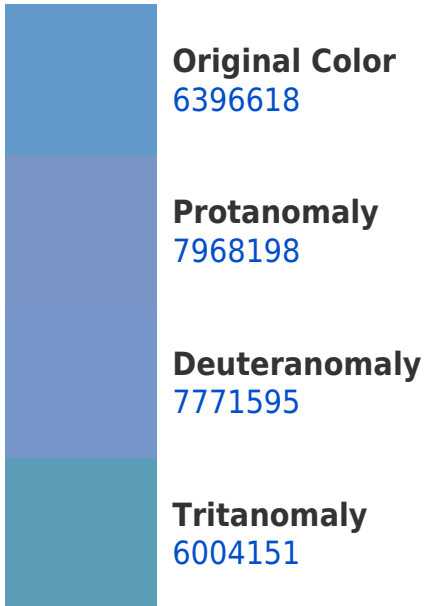 Original Color
6396618
Protanomaly
7968198
Deuteranomaly
7771595
Tritanomaly
6004151